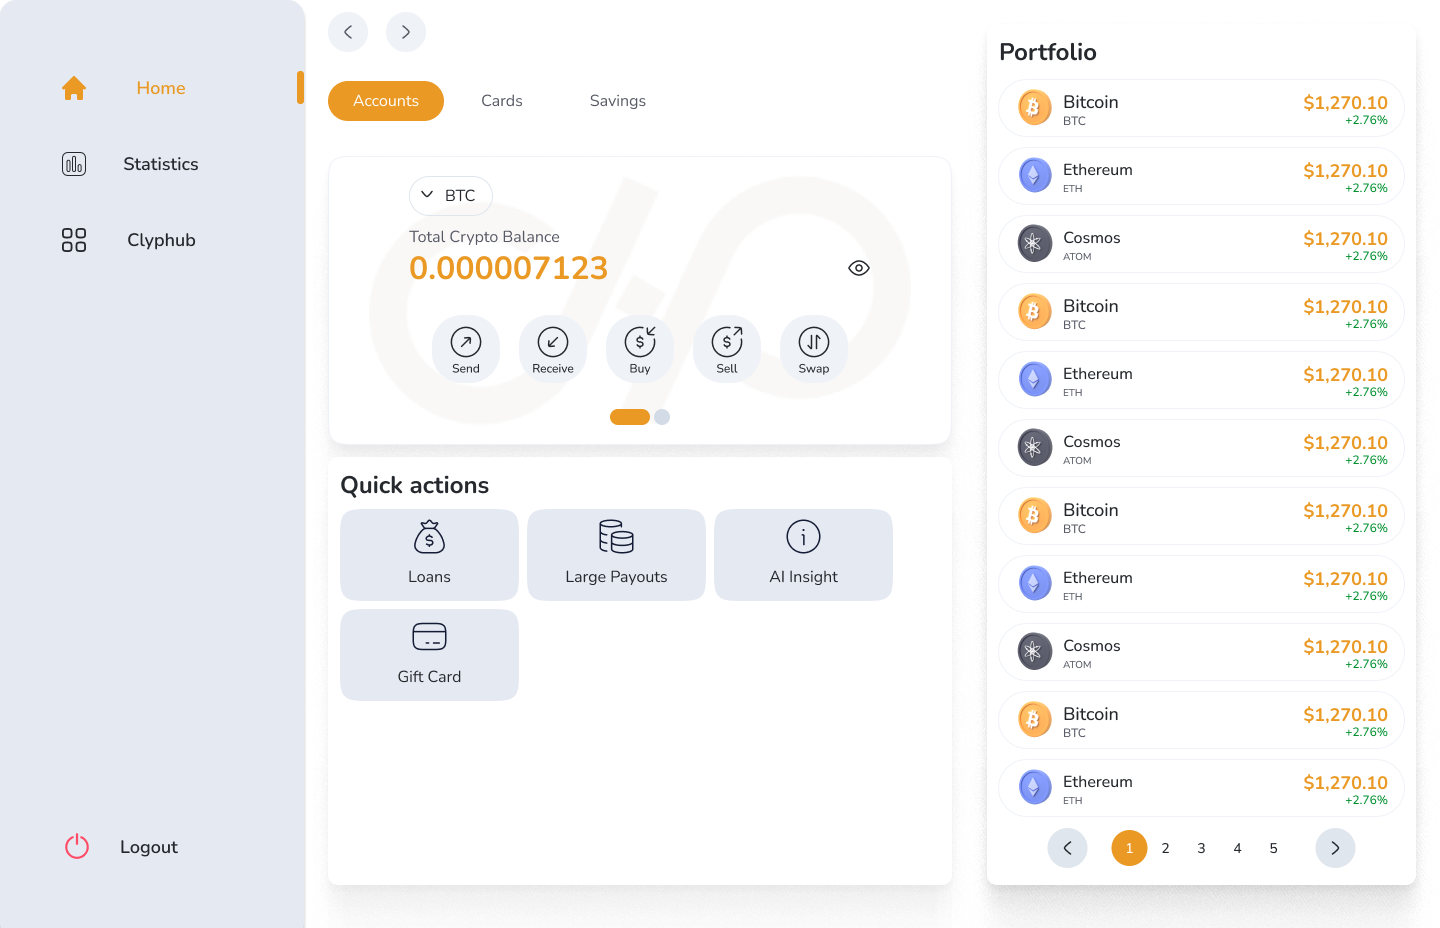 Home
Statistics
Clyphub
Logout
Accounts
Cards
Savings
BTC
Total Crypto Balance
0.000007123
Send
Receive
Buy
Sell
Swap
Quick actions
Loans
Large Payouts
AI Insight
Gift Card
Portfolio
Bitcoin
BTC
$1,270.10
+2.76%
Ethereum
ETH
$1,270.10
+2.76%
Cosmos
ATOM
$1,270.10
+2.76%
Bitcoin
BTC
$1,270.10
+2.76%
Ethereum
ETH
$1,270.10
+2.76%
Cosmos
ATOM
$1,270.10
+2.76%
Bitcoin
BTC
$1,270.10
+2.76%
Ethereum
ETH
$1,270.10
+2.76%
Cosmos
ATOM
$1,270.10
+2.76%
Bitcoin
BTC
$1,270.10
+2.76%
Ethereum
ETH
$1,270.10
+2.76%
1 2 3 4 5